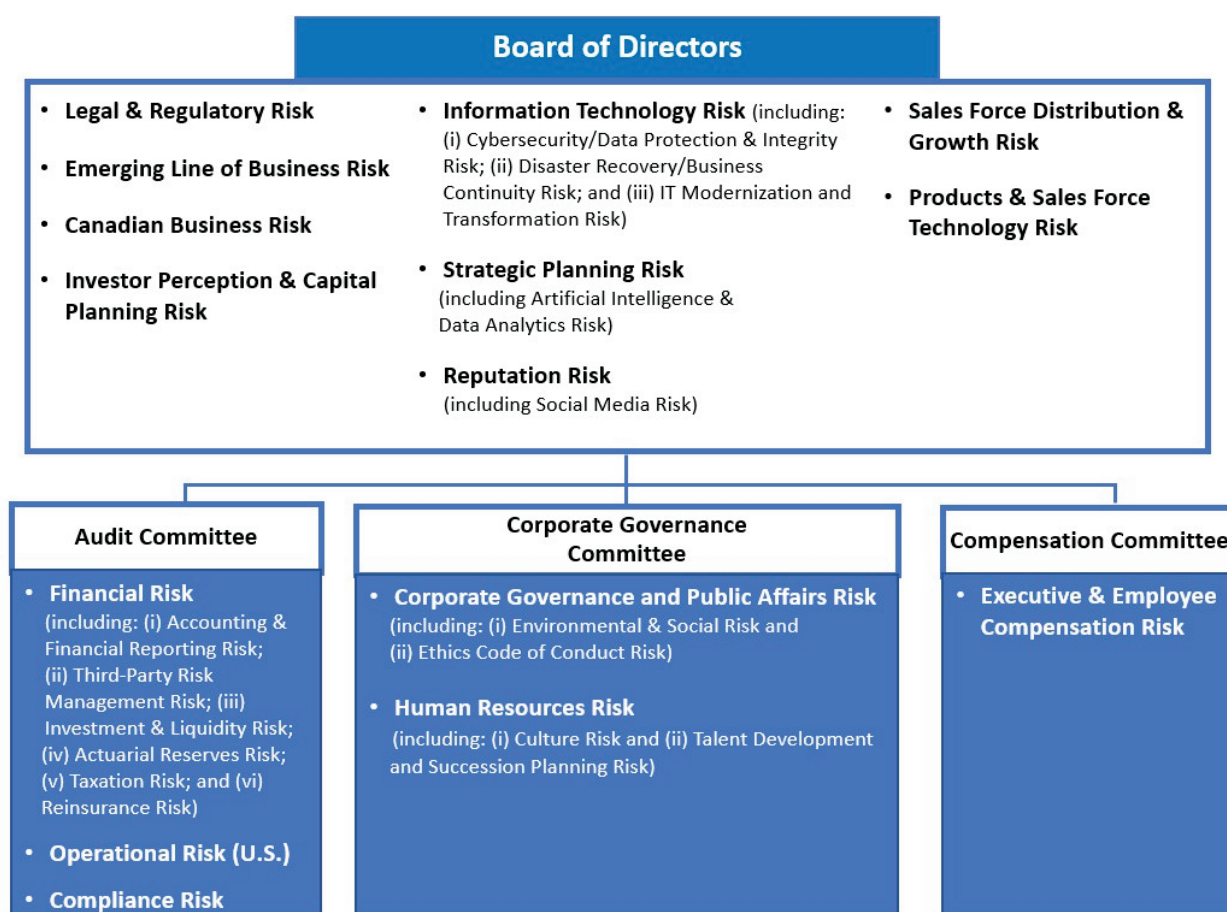 Board of Directors
• Legal & Regulatory Risk
• Emerging Line of Business Risk
• Canadian Business Risk
• Investor Perception & Capital
Planning Risk
• Information Technology Risk (including:
(i) Cybersecurity/Data Protection & Integrity
Risk; (ii) Disaster Recovery/Business
Continuity Risk; and (iii) IT Modernization and
Transformation Risk)
• Strategic Planning Risk
(including Artificial Intelligence &
Data Analytics Risk)
• Reputation Risk
(including Social Media Risk)
• Sales Force Distribution &
Growth Risk
• Products & Sales Force
Technology Risk
Audit Committee
• Financial Risk
(including: (i) Accounting &
Financial Reporting Risk;
(ii) Third-Party Risk
Management Risk; (iii)
Investment & Liquidity Risk;
(iv) Actuarial Reserves Risk;
(v) Taxation Risk; and (vi)
Reinsurance Risk)
• Operational Risk (U.S.)
• Compliance Risk
Corporate Governance
Committee
• Corporate Governance and Public Affairs Risk
(including: (i) Environmental & Social Risk and
(ii) Ethics Code of Conduct Risk)
• Human Resources Risk
(including: (i) Culture Risk and (ii) Talent Development
and Succession Planning Risk)
Compensation Committee
• Executive & Employee
Compensation Risk